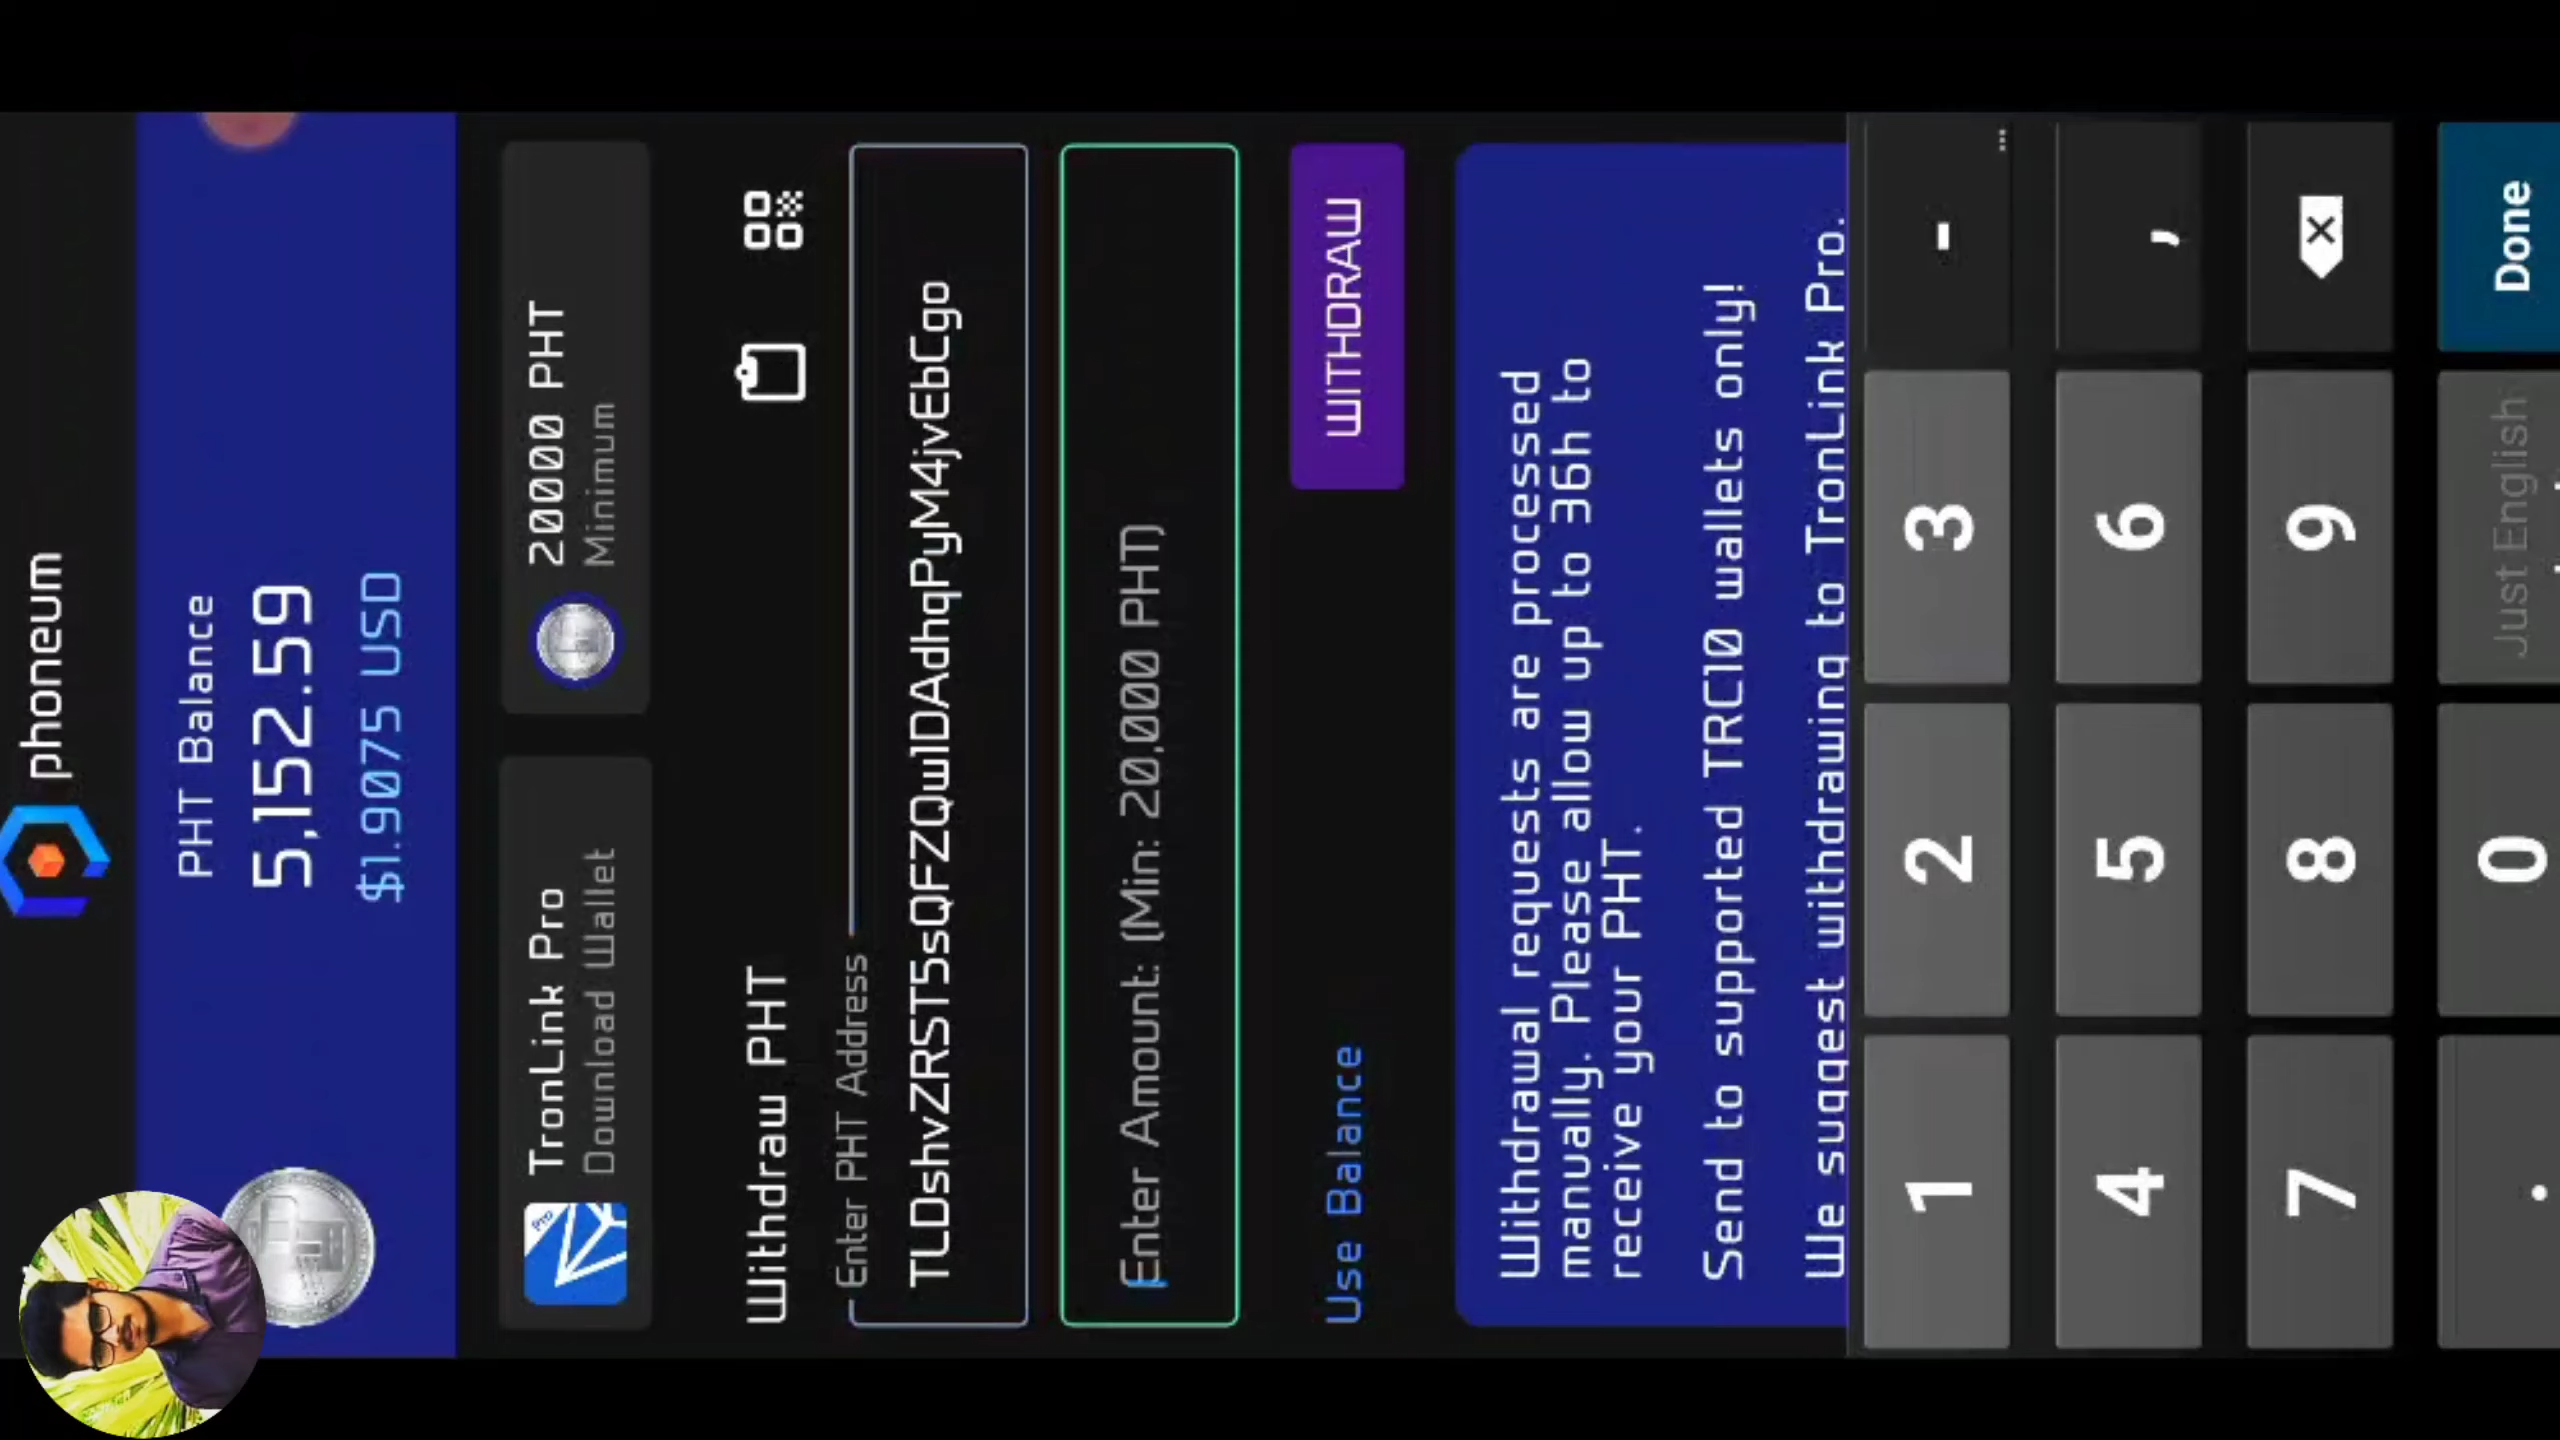 phoneum
PHT Balance
5,152.59
$1.9075 USD
TronLink Pro
Download Wallet
20000 PHT
Minimum
Withdraw PHT
Enter PHT Address
TLDshvZRST5sQFZQw1DAdhqPyM4jvEbCgo
Enter Amount: (Min: 20,000 PHT)
Use Balance
WITHDRAW
Withdrawal requests are processed
manually. Please allow up to 36h to
receive your PHT.
Send to supported TRC10 wallets only!
We suggest withdrawing to TronLink Pro.
1 2 3 -
4 5 6 ,
7 8 9
. 0 Just English Done